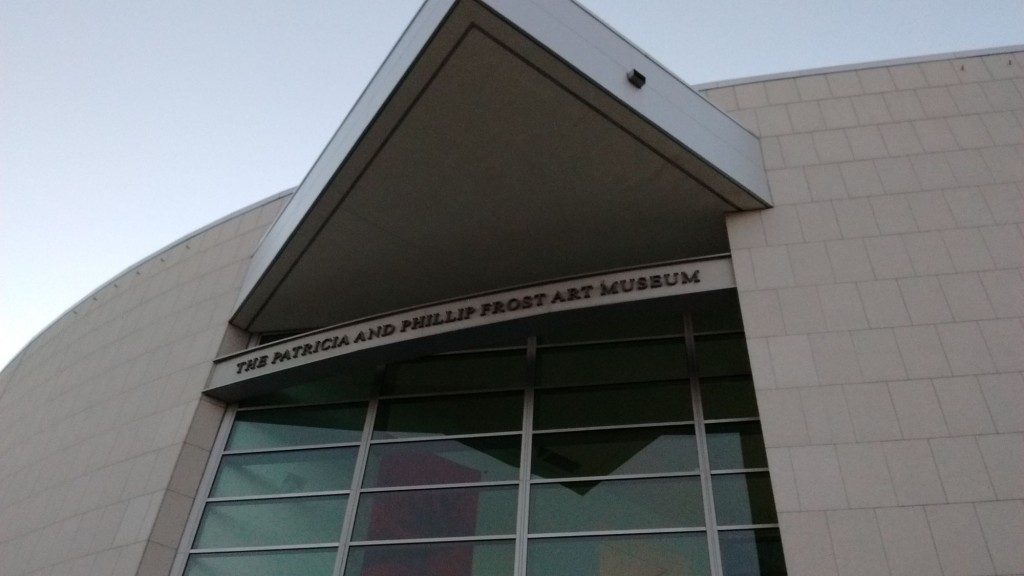 THE PATRICIA AND PHILLIP FROST ART MUSEUM